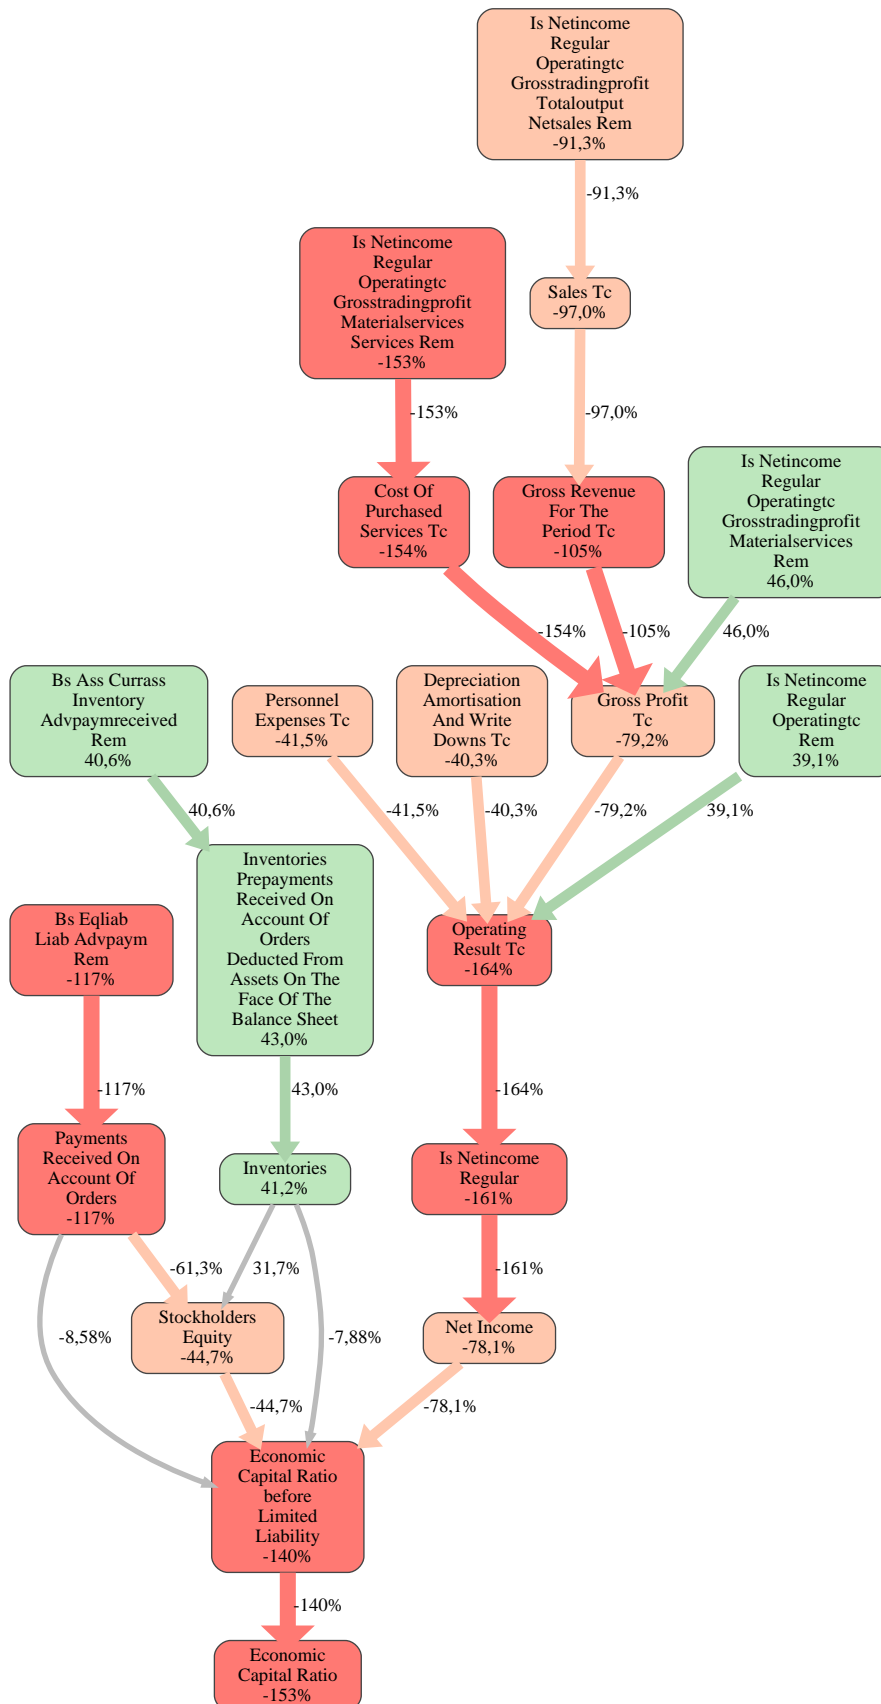 Is Netincome
Regular
Operatingtc
Grosstradingprofit
Totaloutput
Netsales Rem
-91,3%
-91,3%
Is Netincome
Regular
Operatingtc
Grosstradingprofit
Materialservices
Services Rem
-153%
Sales Tc
-97,0%
-153%
-97,0%
Is Netincome
Regular
Operatingtc
Grosstradingprofit
Materialservices
Rem
46,0%
Cost Of
Purchased
Services Tc
-154%
Gross Revenue
For The
Period Tc
-105%
-154%
-105%
46,0%
Bs Ass Currass
Inventory
Advpaymreceived
Rem
40,6%
Personnel
Expenses Tc
-41,5%
Depreciation
Amortisation
And Write
Downs Tc
-40,3%
Gross Profit
Tc
-79,2%
Is Netincome
Regular
Operatingtc
Rem
39,1%
40,6%
-41,5%
-40,3%
-79,2%
39,1%
Inventories
Prepayments
Received On
Account Of
Orders
Deducted From
Assets On The
Face Of The
Balance Sheet
43,0%
Bs Eqliab
Liab Advpaym
Rem
-117%
Operating
Result Tc
-164%
-117%
43,0%
-164%
Payments
Received On
Account Of
Orders
-117%
Inventories
41,2%
Is Netincome
Regular
-161%
-61,3%
31,7%
-161%
Stockholders
Equity
-44,7%
Net Income
-78,1%
-8,58%
-7,88%
-44,7%
-78,1%
Economic
Capital Ratio
before
Limited
Liability
-140%
-140%
Economic
Capital Ratio
-153%